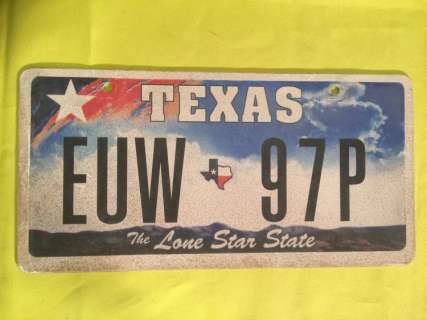 TEXAS
EUW 97P
The Lone Star State